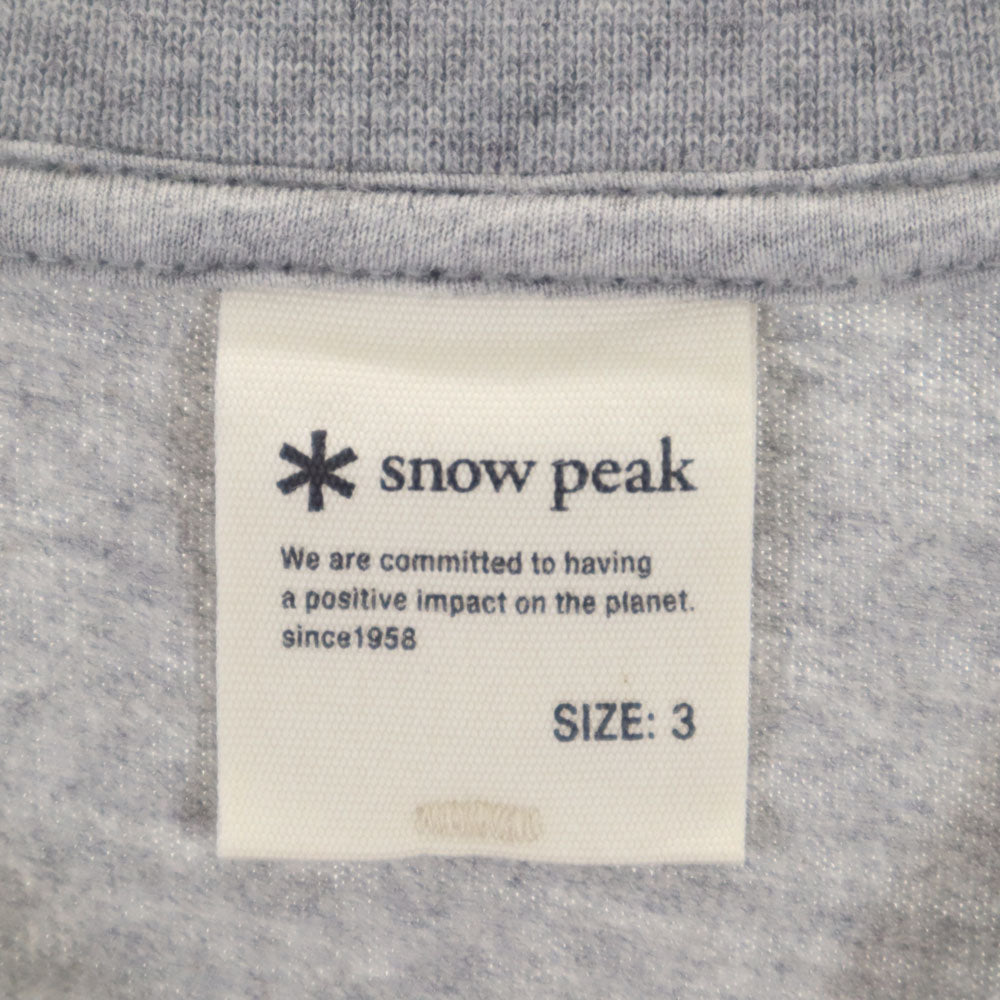 snow peak
We are committed to having
a positive impact on the planet.
since1958
SIZE: 3